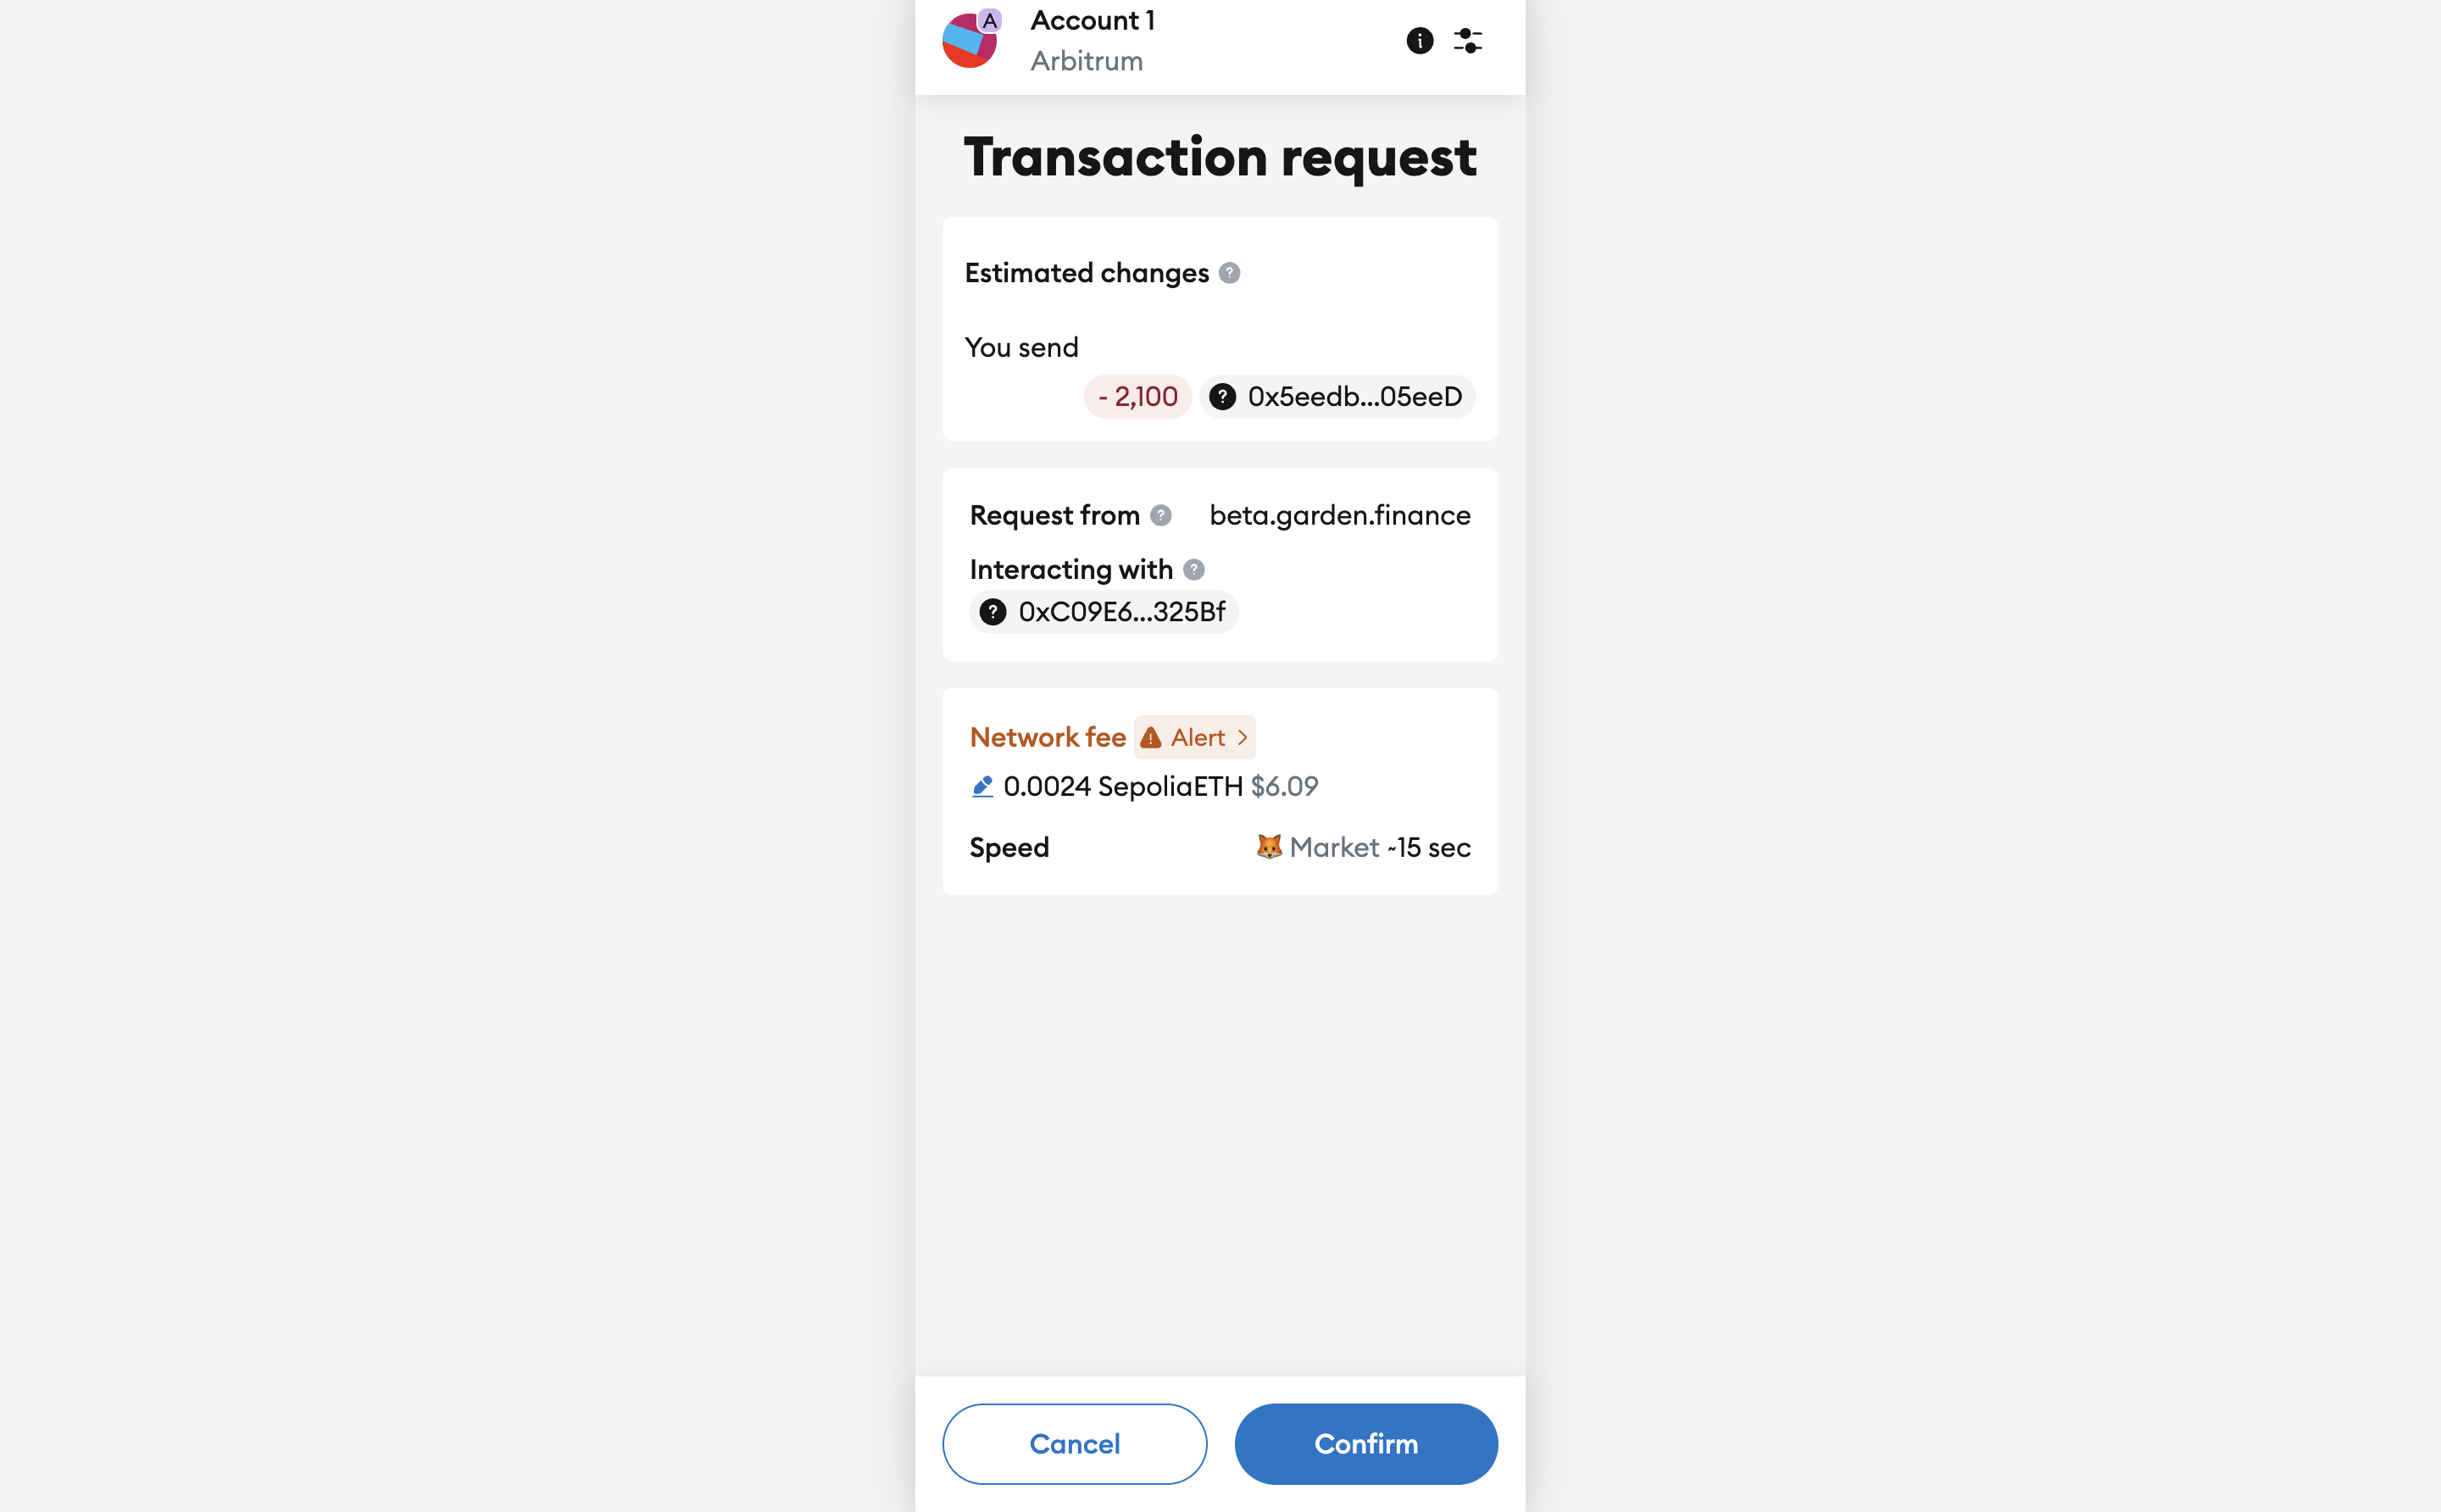 A
Account 1
Arbitrum
Transaction request
Estimated changes ?
You send
- 2,100 ? 0x5eedb...05eeD
Request from ? beta.garden.finance
Interacting with ?
? 0xC09E6...325Bf
Network fee Alert >
0.0024 SepoliaETH $6.09
Speed Market ~15 sec
Cancel Confirm